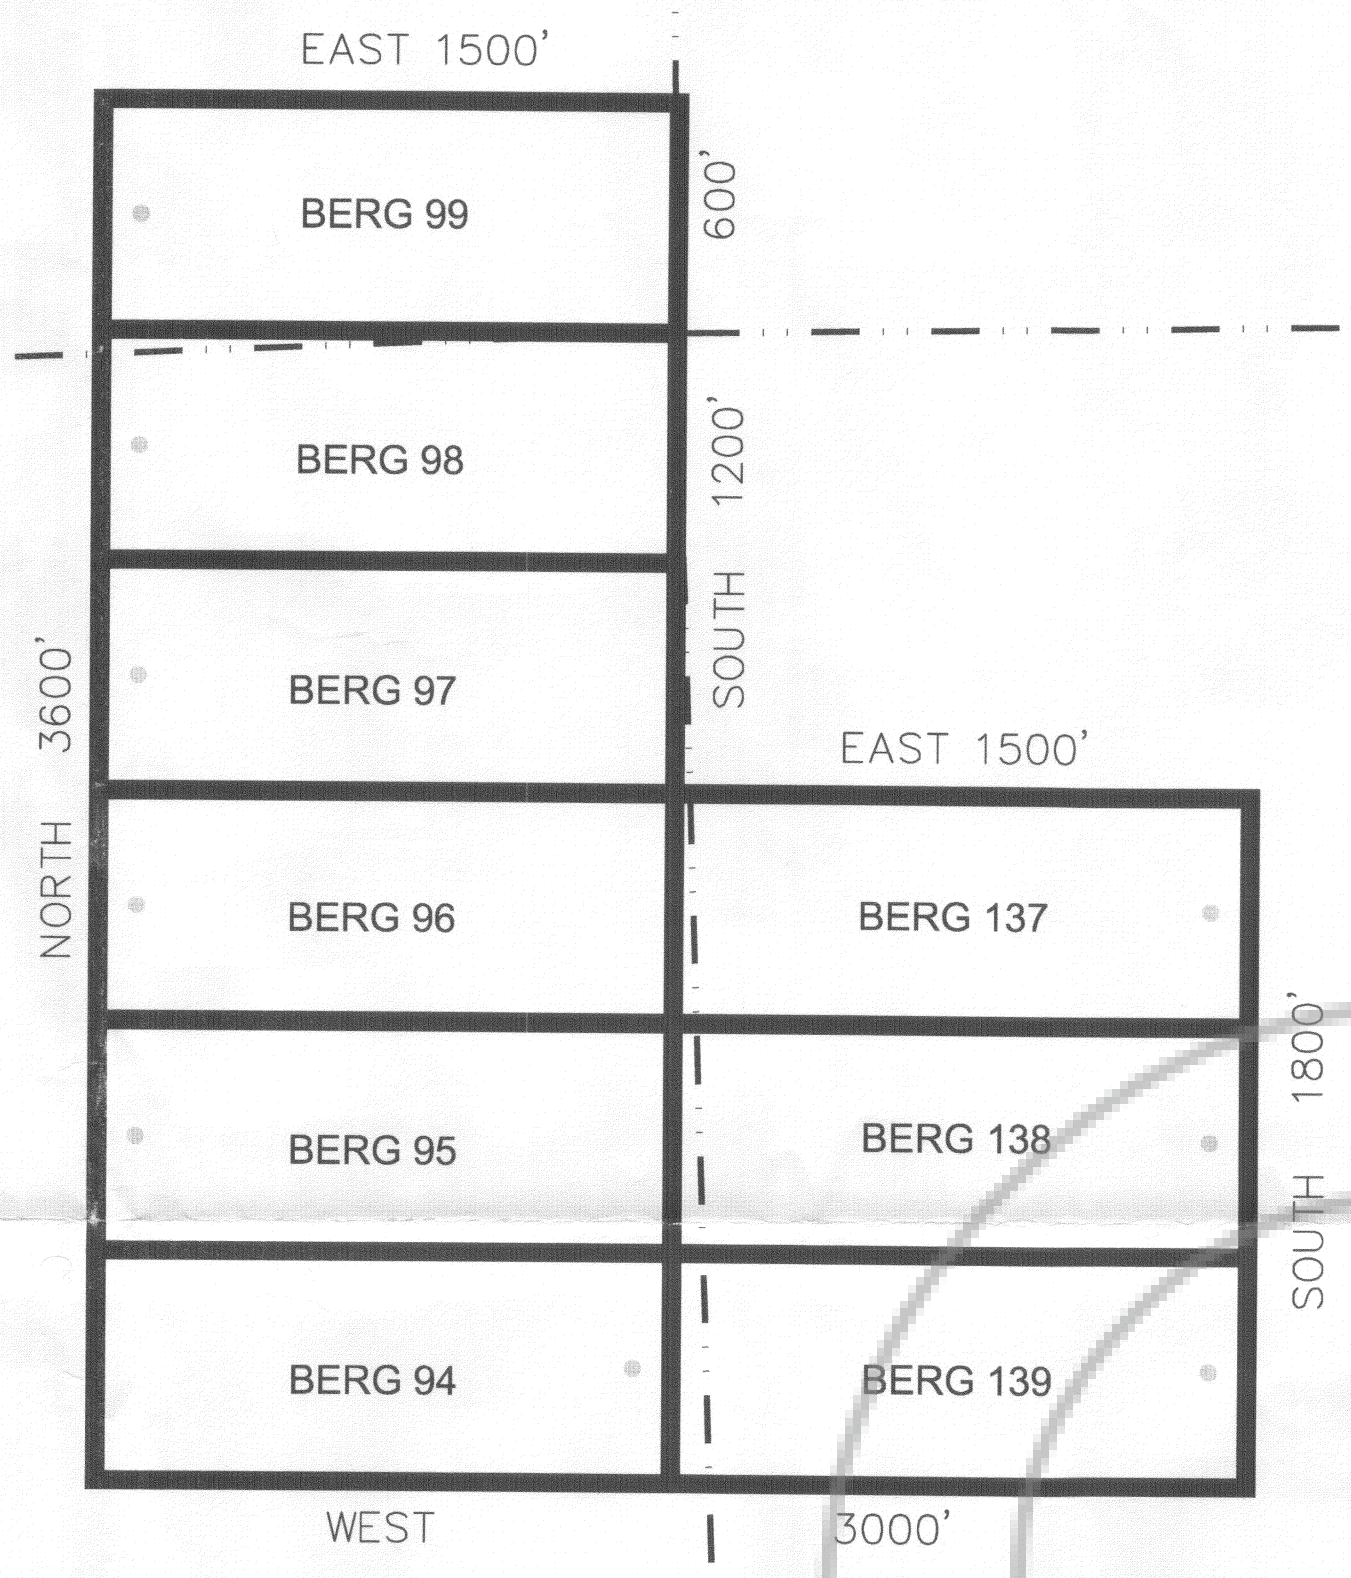 EAST 1500'
BERG 99
600'
BERG 98
SOUTH 1200'
BERG 97
NORTH 3600'
EAST 1500'
BERG 96
BERG 137
BERG 95
BERG 138
SOUTH 1800'
BERG 94
BERG 139
WEST 3000'